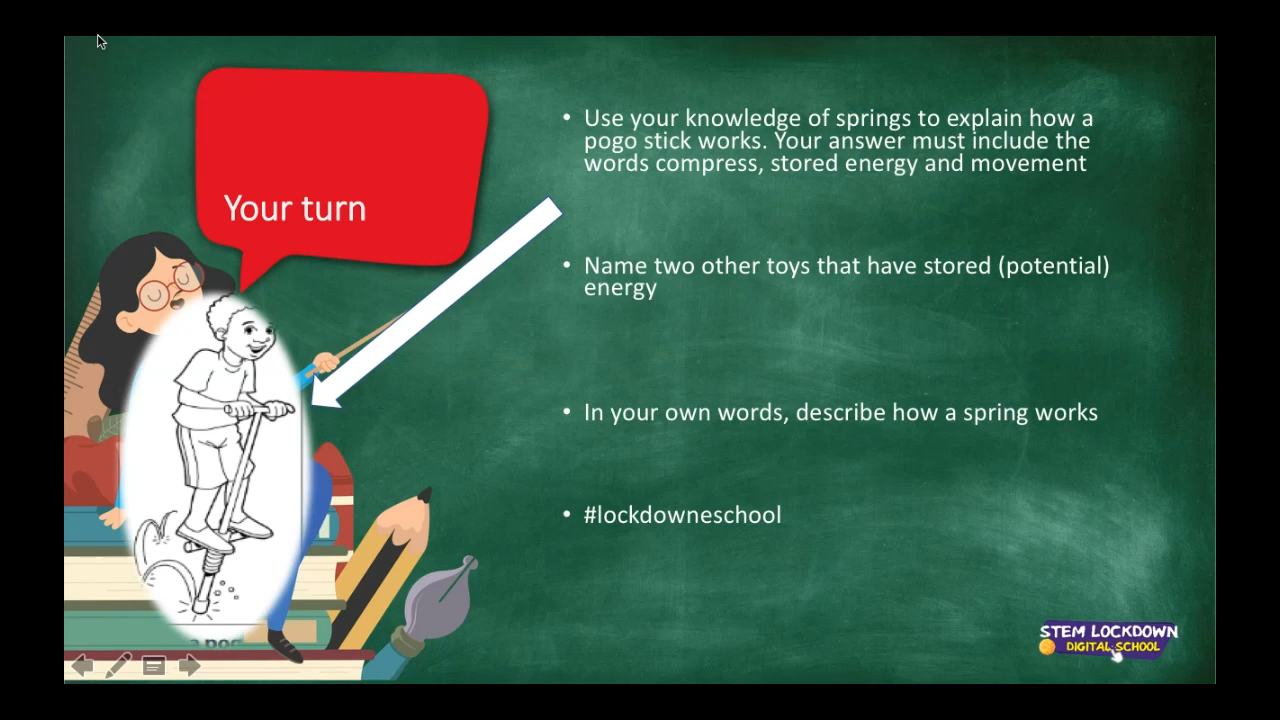 Your turn
• Use your knowledge of springs to explain how a
pogo stick works. Your answer must include the
words compress, stored energy and movement
• Name two other toys that have stored (potential)
energy
• In your own words, describe how a spring works
• #lockdowneschool
STEM LOCKDOWN
DIGITAL SCHOOL